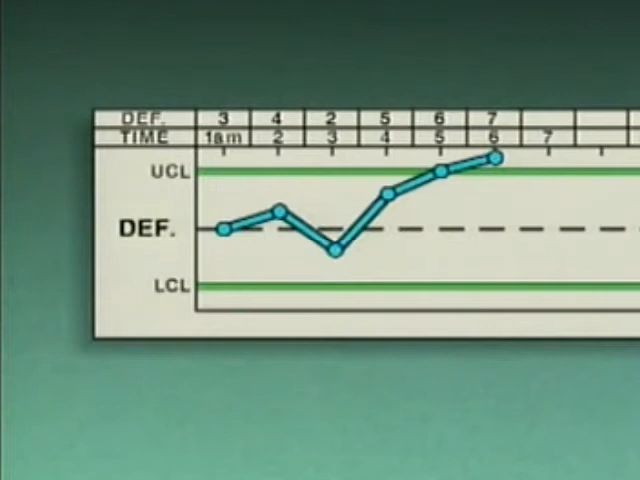 DEF. 3 4 2 5 6 7
TIME 1am 2 3 4 5 6 7
UCL
DEF.
LCL